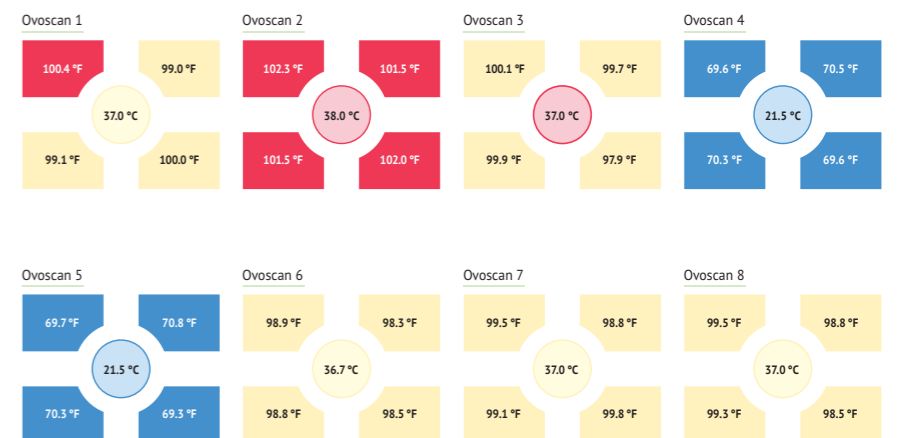 Ovoscan 1 Ovoscan 2 Ovoscan 3 Ovoscan 4
100.4 °F 99.0 °F 102.3 °F 101.5 °F 100.1 °F 99.7 °F 69.6 °F 70.5 °F
37.0 °C 38.0 °C 37.0 °C 21.5 °C
99.1 °F 100.0 °F 101.5 °F 102.0 °F 99.9 °F 97.9 °F 70.3 °F 69.6 °F
Ovoscan 5 Ovoscan 6 Ovoscan 7 Ovoscan 8
69.7 °F 70.8 °F 98.9 °F 98.3 °F 99.5 °F 98.8 °F 99.5 °F 98.8 °F
21.5 °C 36.7 °C 37.0 °C 37.0 °C
70.3 °F 69.3 °F 98.8 °F 98.5 °F 99.1 °F 99.8 °F 99.3 °F 98.5 °F